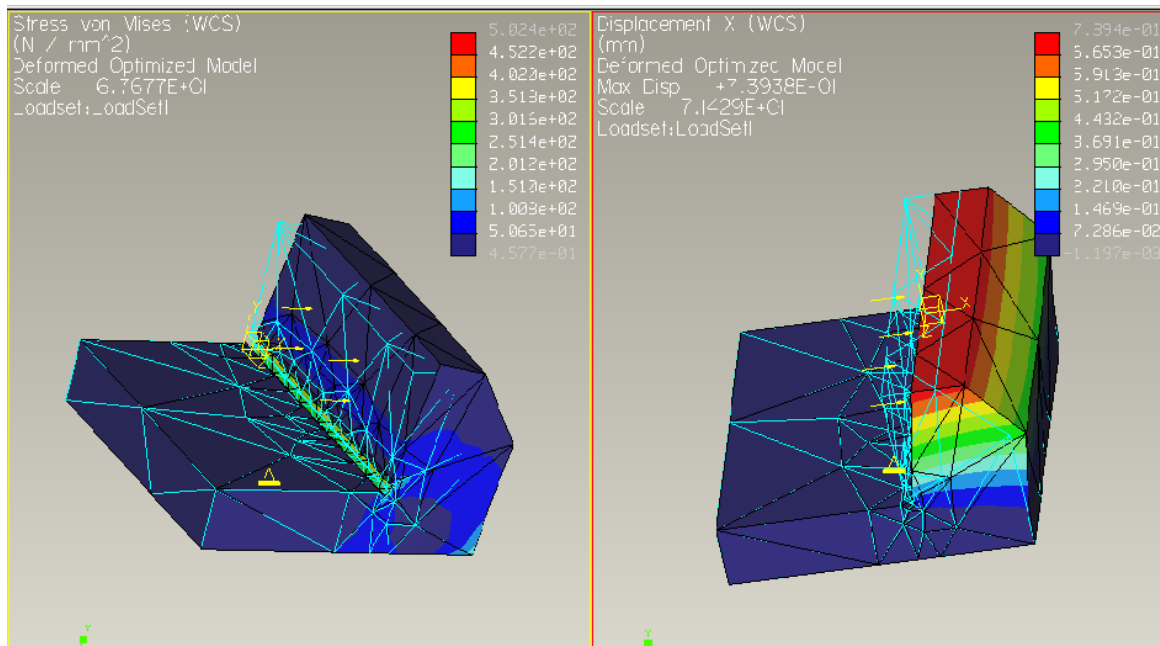 Stress von Mises (WCS)
(N / mm^2)
Deformed Optimized Model
Scale 6.7677E+01
Loadset:LoadSet1
5.024e+02
4.522e+02
4.020e+02
3.518e+02
3.016e+02
2.514e+02
2.012e+02
1.510e+02
1.008e+02
5.065e+01
4.577e-01
Y
Displacement X (WCS)
(mm)
Deformed Optimized Model
Max Disp +7.3938E-01
Scale 7.1429E+01
Loadset:LoadSet1
7.394e-01
6.653e-01
5.913e-01
5.172e-01
4.432e-01
3.691e-01
2.950e-01
2.210e-01
1.469e-01
7.286e-02
-1.197e-03
X
Y